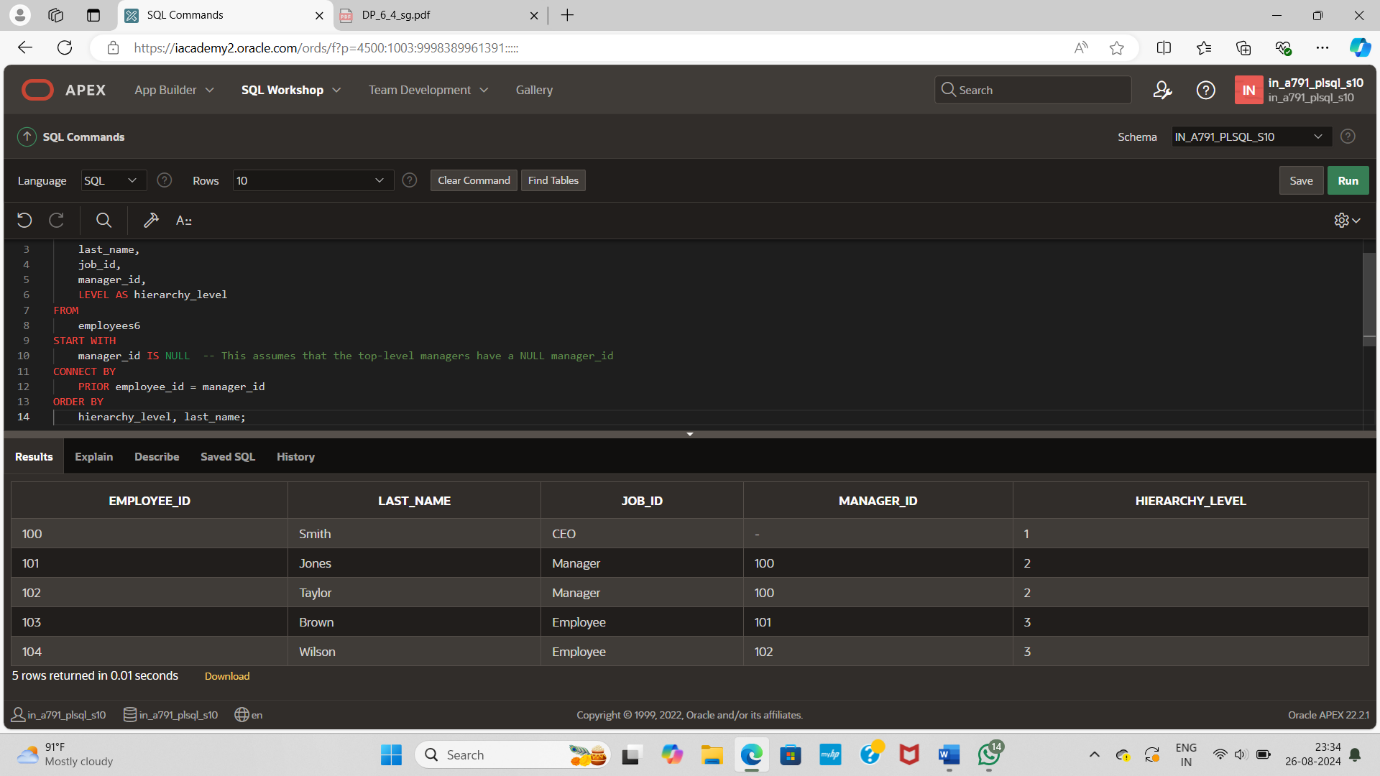 SQL Commands
DP_6_4_sg.pdf
https://iacademy2.oracle.com/ords/f?p=4500:1003:9998389961391:::::
APEX App Builder SQL Workshop Team Development Gallery Search IN in_a791_plsql_s10
in_a791_plsql_s10
SQL Commands Schema IN_A791_PLSQL_S10
Language SQL Rows 10 Clear Command Find Tables Save Run
3 last_name,
4 job_id,
5 manager_id,
6 LEVEL AS hierarchy_level
7 FROM
8 employees6
9 START WITH
10 manager_id IS NULL -- This assumes that the top-level managers have a NULL manager_id
11 CONNECT BY
12 PRIOR employee_id = manager_id
13 ORDER BY
14 hierarchy_level, last_name;
Results Explain Describe Saved SQL History
EMPLOYEE_ID LAST_NAME JOB_ID MANAGER_ID HIERARCHY_LEVEL
100 Smith CEO - 1
101 Jones Manager 100 2
102 Taylor Manager 100 2
103 Brown Employee 101 3
104 Wilson Employee 102 3
5 rows returned in 0.01 seconds Download
in_a791_plsql_s10 in_a791_plsql_s10 en Copyright © 1999, 2022, Oracle and/or its affiliates. Oracle APEX 22.2.1
91°F
Mostly cloudy
Search
myhp
14
ENG
IN
23:34
26-08-2024